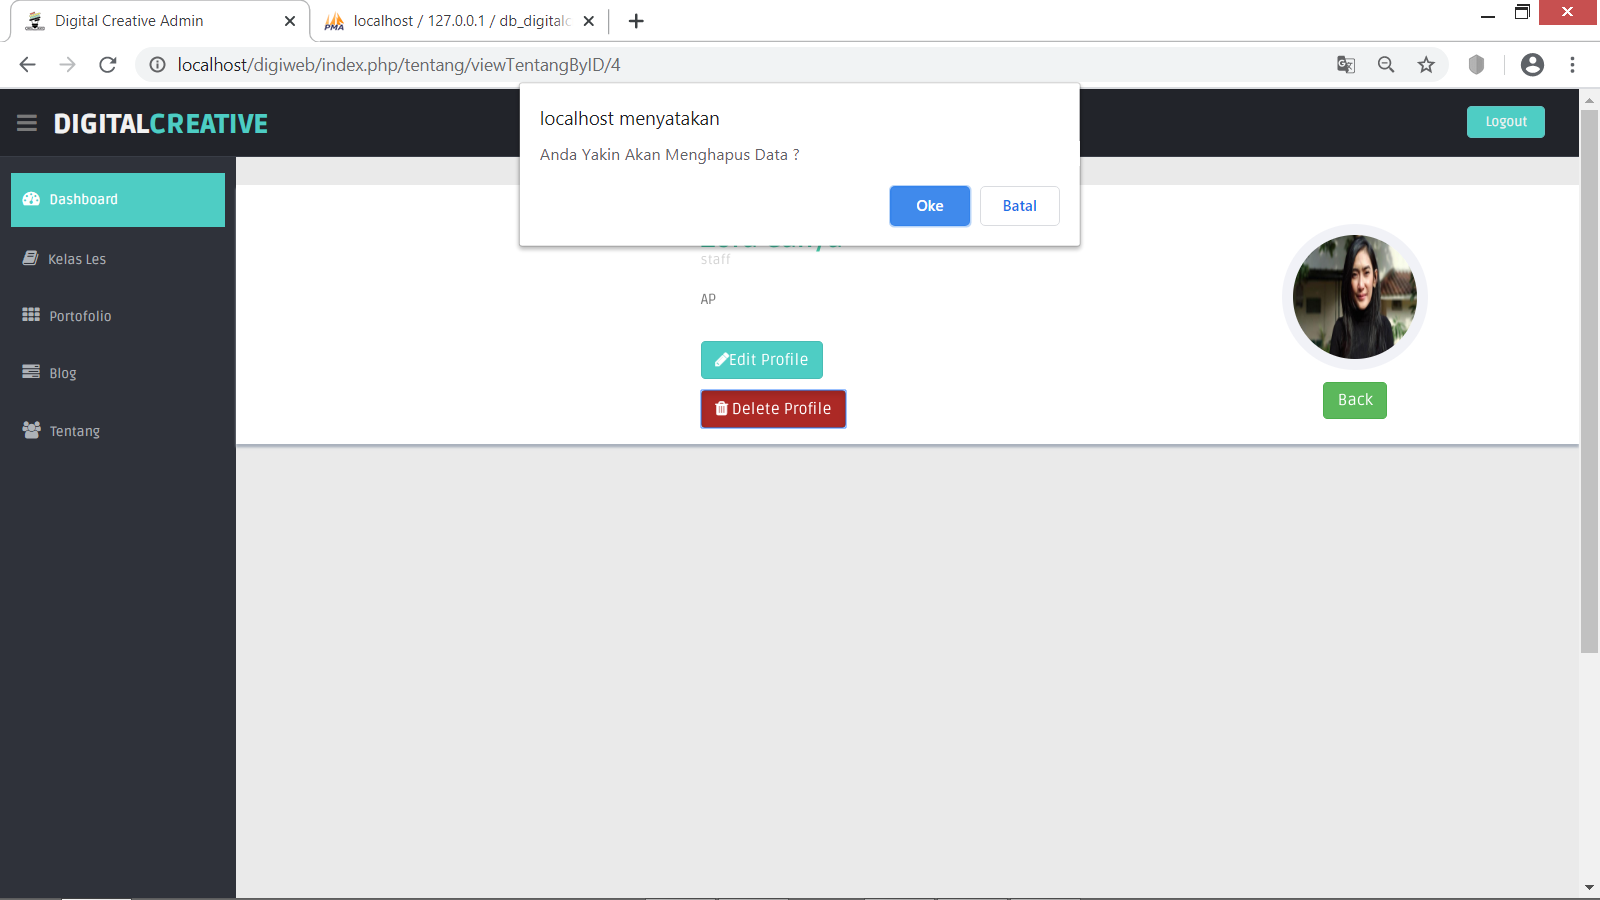 Digital Creative Admin
localhost / 127.0.0.1 / db_digitalc
localhost/digiweb/index.php/tentang/viewTentangByID/4
DIGITALCREATIVE
Logout
localhost menyatakan
Anda Yakin Akan Menghapus Data ?
Oke
Batal
Dashboard
Kelas Les
Portofolio
Blog
Tentang
staff
AP
Edit Profile
Delete Profile
Back
PMA